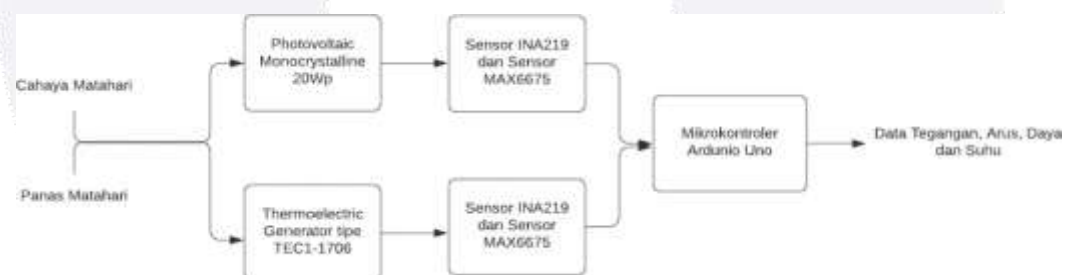 Cahaya Matahari
Panas Matahari
Photovoltaic
Monocrystalline
20Wp
Sensor INA219
dan Sensor
MAX6675
Thermoelectric
Generator tipe
TEC1-1706
Sensor INA219
dan Sensor
MAX6675
Mikrokontroler
Ardunio Uno
Data Tegangan, Arus, Daya
dan Suhu